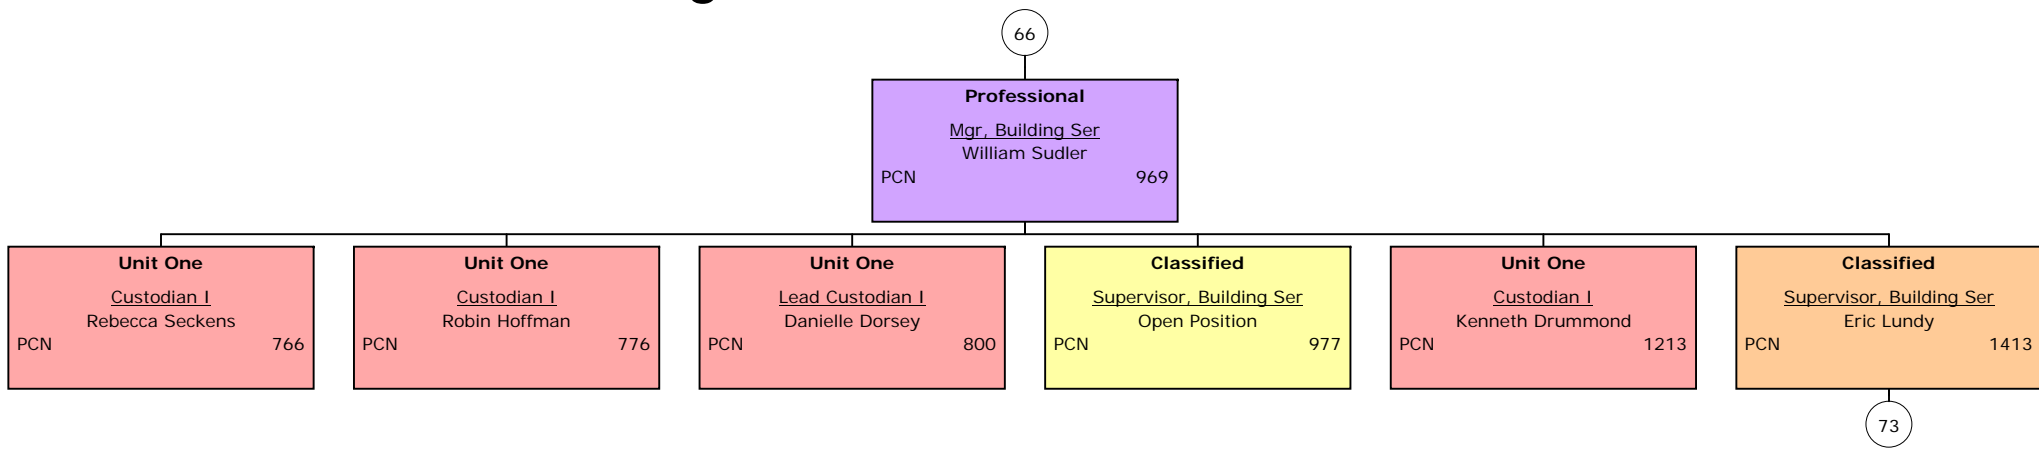 66
Professional
Mgr, Building Ser
William Sudler
PCN 969
Unit One
Custodian I
Rebecca Seckens
PCN 766
Unit One
Custodian I
Robin Hoffman
PCN 776
Unit One
Lead Custodian I
Danielle Dorsey
PCN 800
Classified
Supervisor, Building Ser
Open Position
PCN 977
Unit One
Custodian I
Kenneth Drummond
PCN 1213
Classified
Supervisor, Building Ser
Eric Lundy
PCN 1413
73